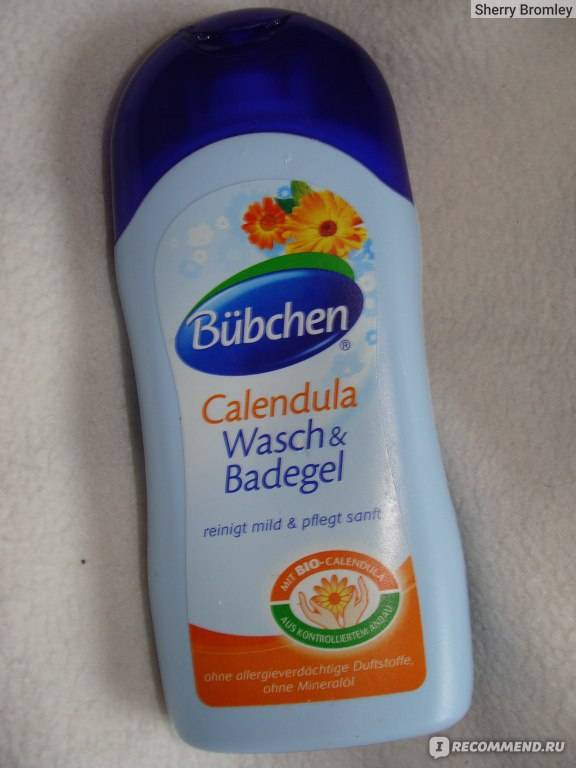 Sherry Bromley
Bübchen®
Calendula
Wasch &
Badegel
reinigt mild & pflegt sanft
MIT BIO-CALENDULA
AUS KONTROLLIERTEM ANBAU
ohne allergieverdächtige Duftstoffe,
ohne Mineralöl
IRECOMMEND.RU